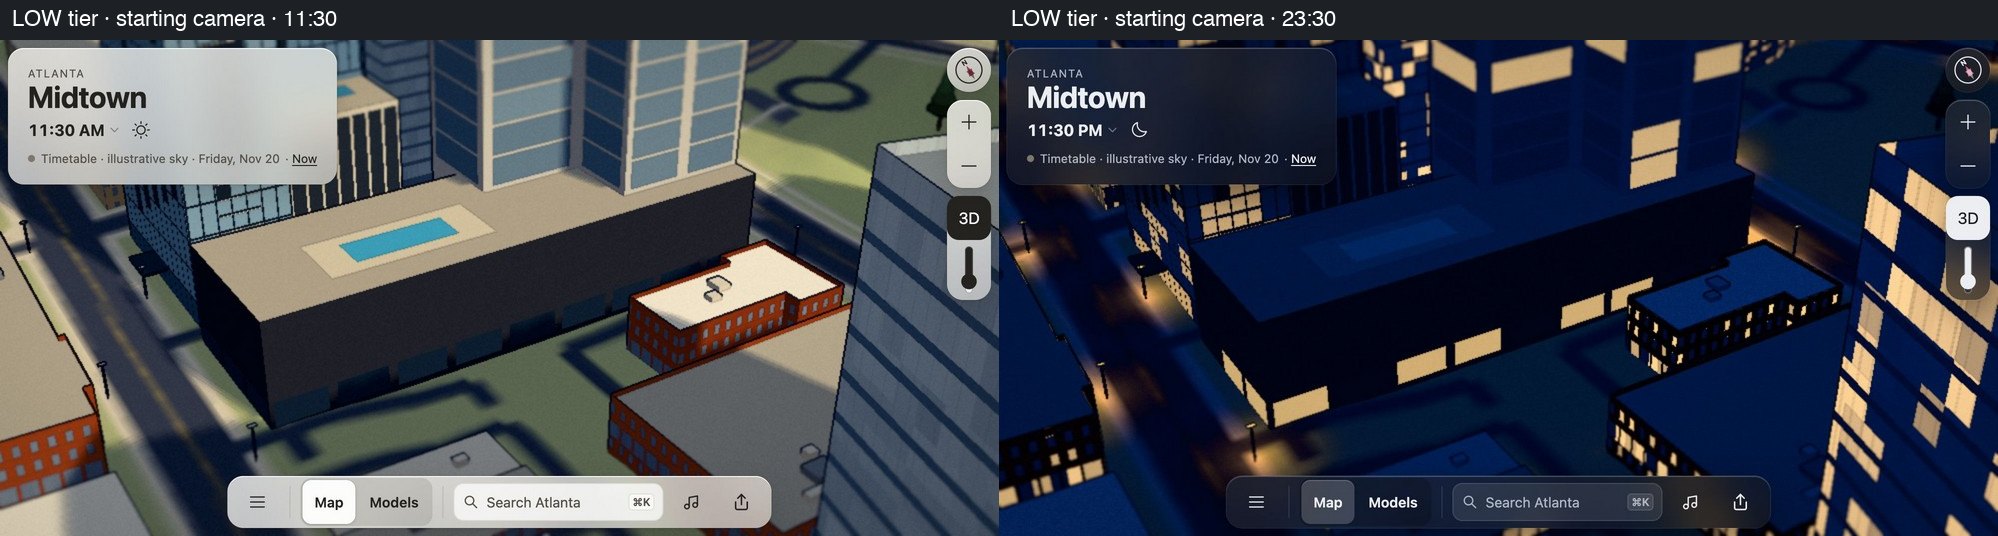 LOW tier · starting camera · 11:30
ATLANTA
Midtown
11:30 AM
Timetable · illustrative sky · Friday, Nov 20 · Now
N
+
−
3D
Map
Models
Search Atlanta
⌘K
LOW tier · starting camera · 23:30
ATLANTA
Midtown
11:30 PM
Timetable · illustrative sky · Friday, Nov 20 · Now
N
+
−
3D
Map
Models
Search Atlanta
⌘K